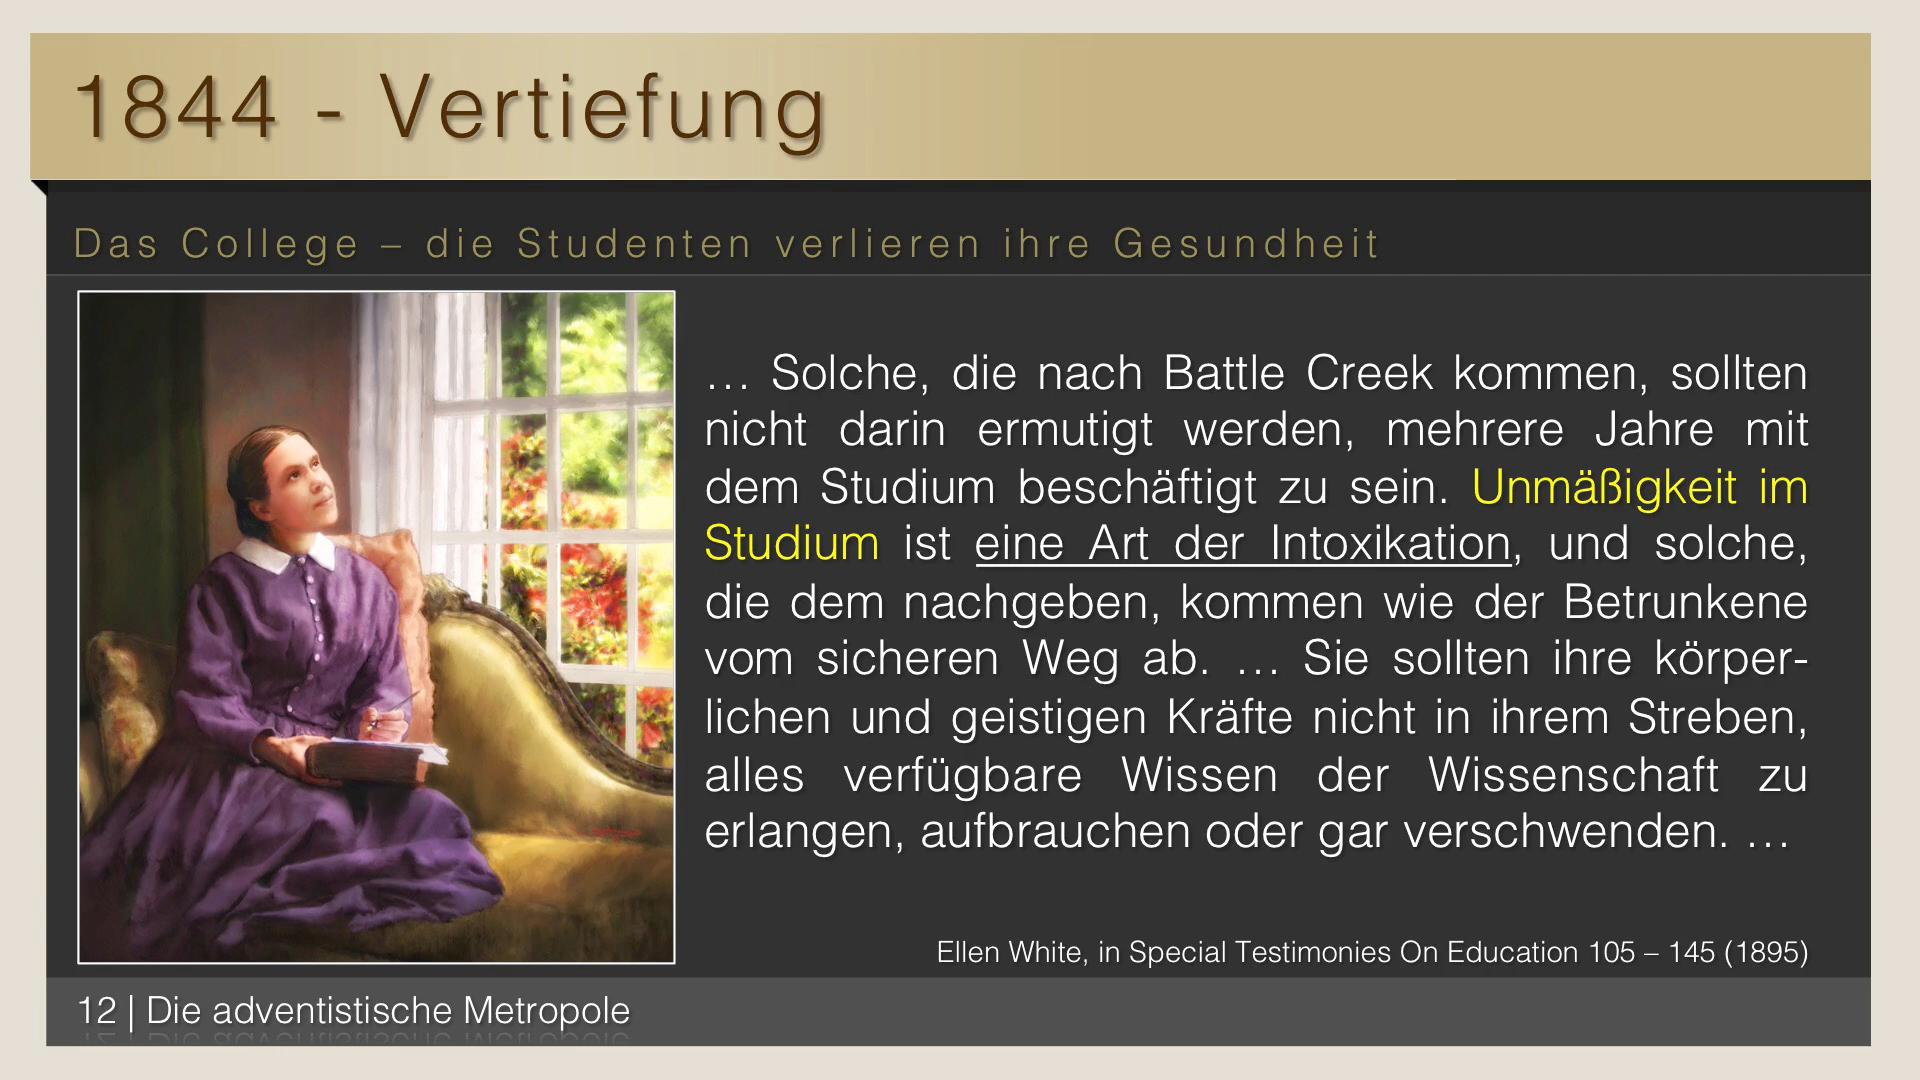 1844 - Vertiefung
Das College – die Studenten verlieren ihre Gesundheit
… Solche, die nach Battle Creek kommen, sollten
nicht darin ermutigt werden, mehrere Jahre mit
dem Studium beschäftigt zu sein. Unmäßigkeit im
Studium ist eine Art der Intoxikation, und solche,
die dem nachgeben, kommen wie der Betrunkene
vom sicheren Weg ab. … Sie sollten ihre körper-
lichen und geistigen Kräfte nicht in ihrem Streben,
alles verfügbare Wissen der Wissenschaft zu
erlangen, aufbrauchen oder gar verschwenden. …
Ellen White, in Special Testimonies On Education 105 – 145 (1895)
12 | Die adventistische Metropole